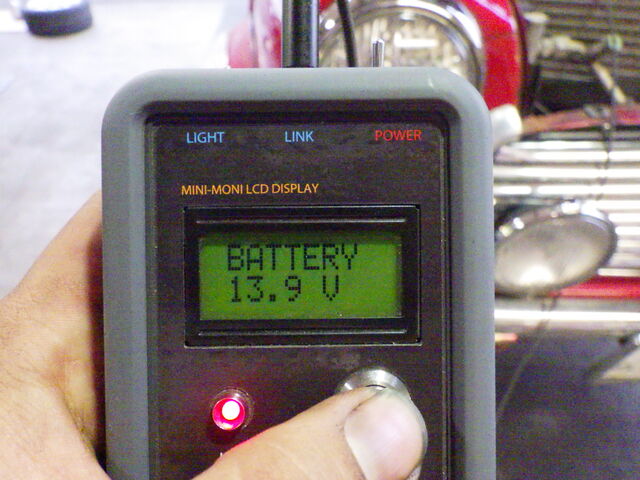 LIGHT LINK POWER
MINI-MONI LCD DISPLAY
BATTERY
13.9 V